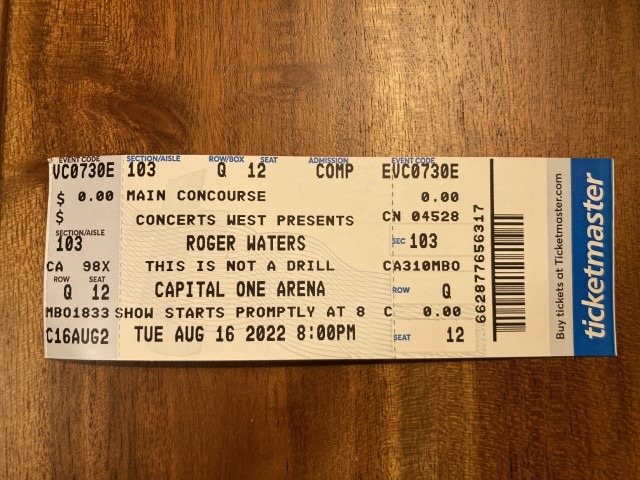 EVENT CODE SECTION/AISLE ROW/BOX SEAT ADMISSION EVENT CODE
VC0730E 103 Q 12 COMP EVC0730E
$ 0.00 MAIN CONCOURSE 0.00
$ CONCERTS WEST PRESENTS CN 04528
SECTION/AISLE
103 ROGER WATERS SEC 103
CA 98X THIS IS NOT A DRILL CA310MBO
ROW SEAT
Q 12 CAPITAL ONE ARENA ROW Q
MBO1833 SHOW STARTS PROMPTLY AT 8 C 0.00
C16AUG2 TUE AUG 16 2022 8:00PM SEAT 12
662877656317
Buy tickets at Ticketmaster.com
ticketmaster